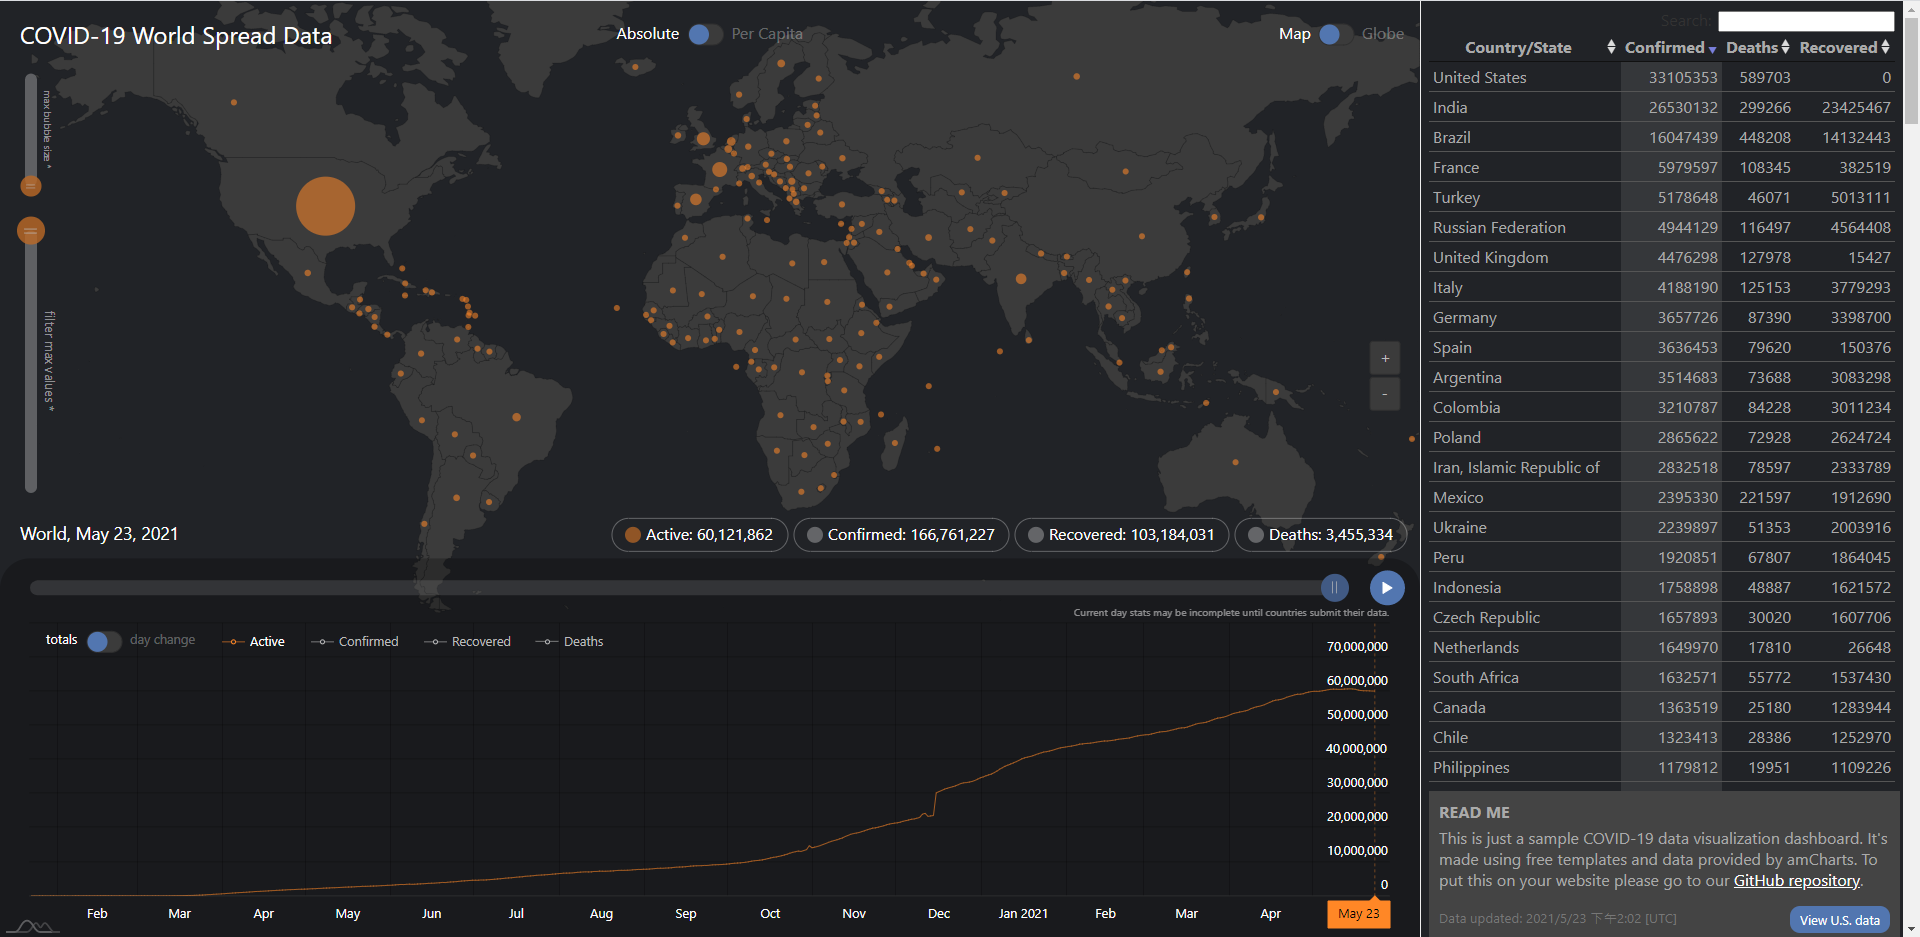 COVID-19 World Spread Data
Absolute Per Capita
Map Globe
max bubble size *
filter max values *
+
-
World, May 23, 2021
Active: 60,121,862
Confirmed: 166,761,227
Recovered: 103,184,031
Deaths: 3,455,334
Current day stats may be incomplete until countries submit their data.
totals day change
Active Confirmed Recovered Deaths
70,000,000
60,000,000
50,000,000
40,000,000
30,000,000
20,000,000
10,000,000
0
Feb Mar Apr May Jun Jul Aug Sep Oct Nov Dec Jan 2021 Feb Mar Apr May 23
Search:
Country/State Confirmed Deaths Recovered
United States 33105353 589703 0
India 26530132 299266 23425467
Brazil 16047439 448208 14132443
France 5979597 108345 382519
Turkey 5178648 46071 5013111
Russian Federation 4944129 116497 4564408
United Kingdom 4476298 127978 15427
Italy 4188190 125153 3779293
Germany 3657726 87390 3398700
Spain 3636453 79620 150376
Argentina 3514683 73688 3083298
Colombia 3210787 84228 3011234
Poland 2865622 72928 2624724
Iran, Islamic Republic of 2832518 78597 2333789
Mexico 2395330 221597 1912690
Ukraine 2239897 51353 2003916
Peru 1920851 67807 1864045
Indonesia 1758898 48887 1621572
Czech Republic 1657893 30020 1607706
Netherlands 1649970 17810 26648
South Africa 1632571 55772 1537430
Canada 1363519 25180 1283944
Chile 1323413 28386 1252970
Philippines 1179812 19951 1109226
READ ME
This is just a sample COVID-19 data visualization dashboard. It's
made using free templates and data provided by amCharts. To
put this on your website please go to our GitHub repository.
Data updated: 2021/5/23 下午2:02 [UTC]
View U.S. data